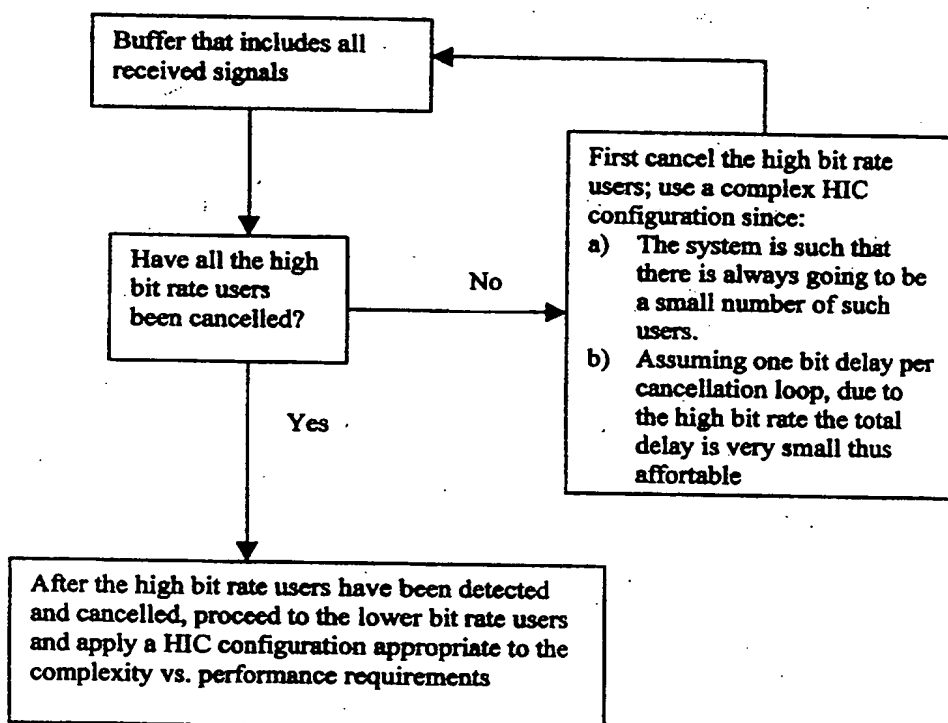 Buffer that includes all
received signals
First cancel the high bit rate
users; use a complex HIC
configuration since:
a) The system is such that
there is always going to be
a small number of such
users.
b) Assuming one bit delay per
cancellation loop, due to
the high bit rate the total
delay is very small thus
affortable
Have all the high
bit rate users
been cancelled?
No
Yes
After the high bit rate users have been detected
and cancelled, proceed to the lower bit rate users
and apply a HIC configuration appropriate to the
complexity vs. performance requirements